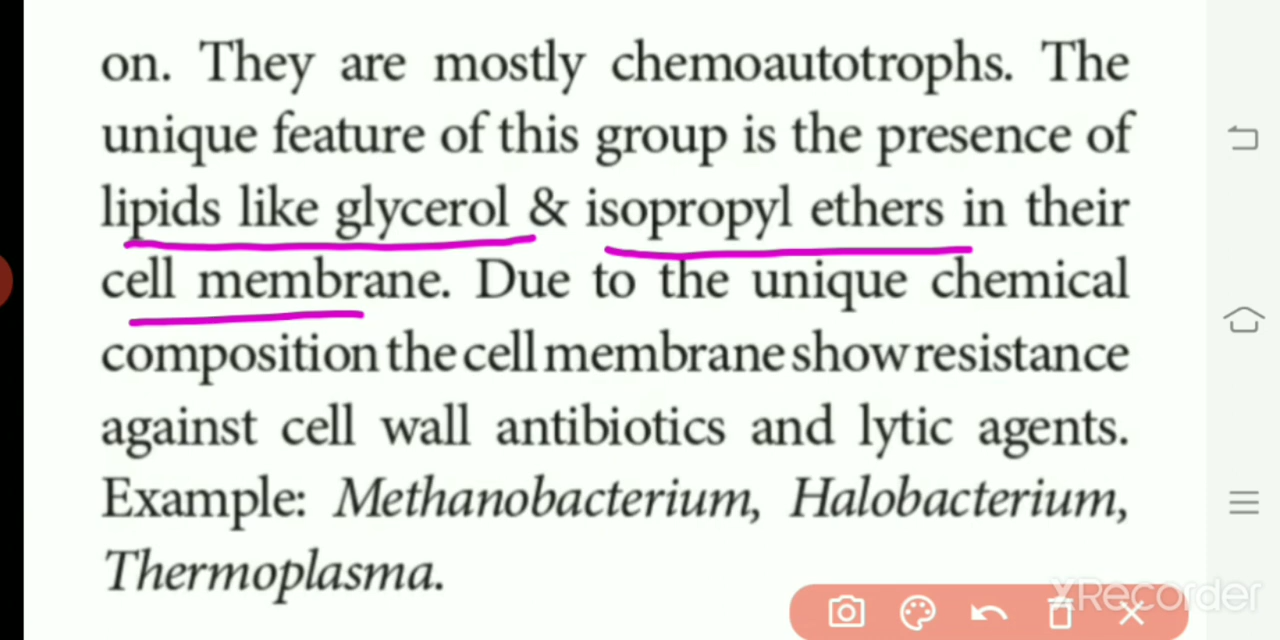 on. They are mostly chemoautotrophs. The
unique feature of this group is the presence of
lipids like glycerol & isopropyl ethers in their
cell membrane. Due to the unique chemical
composition the cell membrane show resistance
against cell wall antibiotics and lytic agents.
Example: Methanobacterium, Halobacterium,
Thermoplasma.
XRecorder